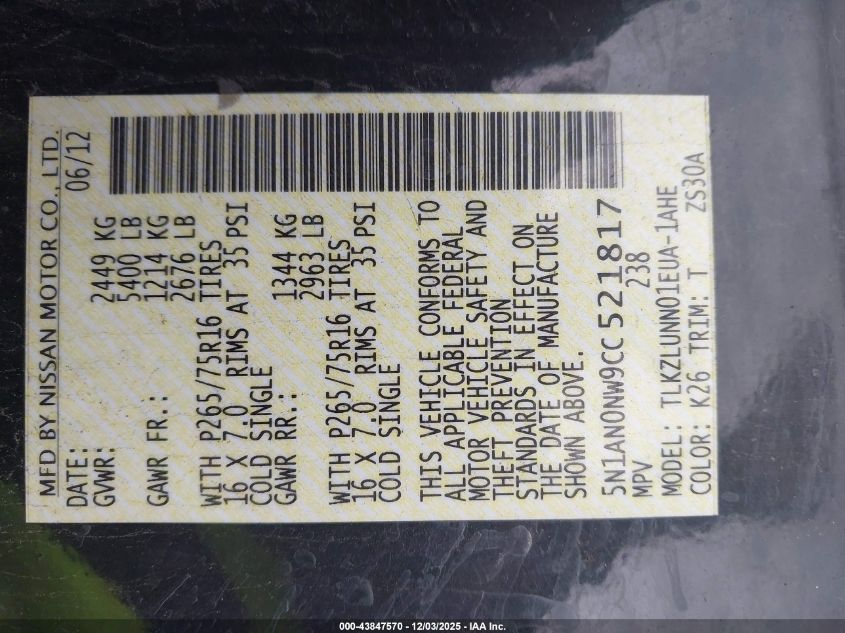 MFD BY NISSAN MOTOR CO., LTD.
DATE: 06/12
GVWR: 2449 KG
5400 LB
GAWR FR.: 1214 KG
2676 LB
WITH P265/75R16 TIRES
16 X 7.0 RIMS AT 35 PSI
COLD SINGLE
GAWR RR.: 1344 KG
2963 LB
WITH P265/75R16 TIRES
16 X 7.0 RIMS AT 35 PSI
COLD SINGLE
THIS VEHICLE CONFORMS TO
ALL APPLICABLE FEDERAL
MOTOR VEHICLE SAFETY AND
THEFT PREVENTION
STANDARDS IN EFFECT ON
THE DATE OF MANUFACTURE
SHOWN ABOVE.
5N1AN0NW9CC521817
MPV 238
MODEL: TLKZLUNN01EUA-1AHE
COLOR: K26 TRIM: T ZS30A
000-43847570 - 12/03/2025 - IAA Inc.